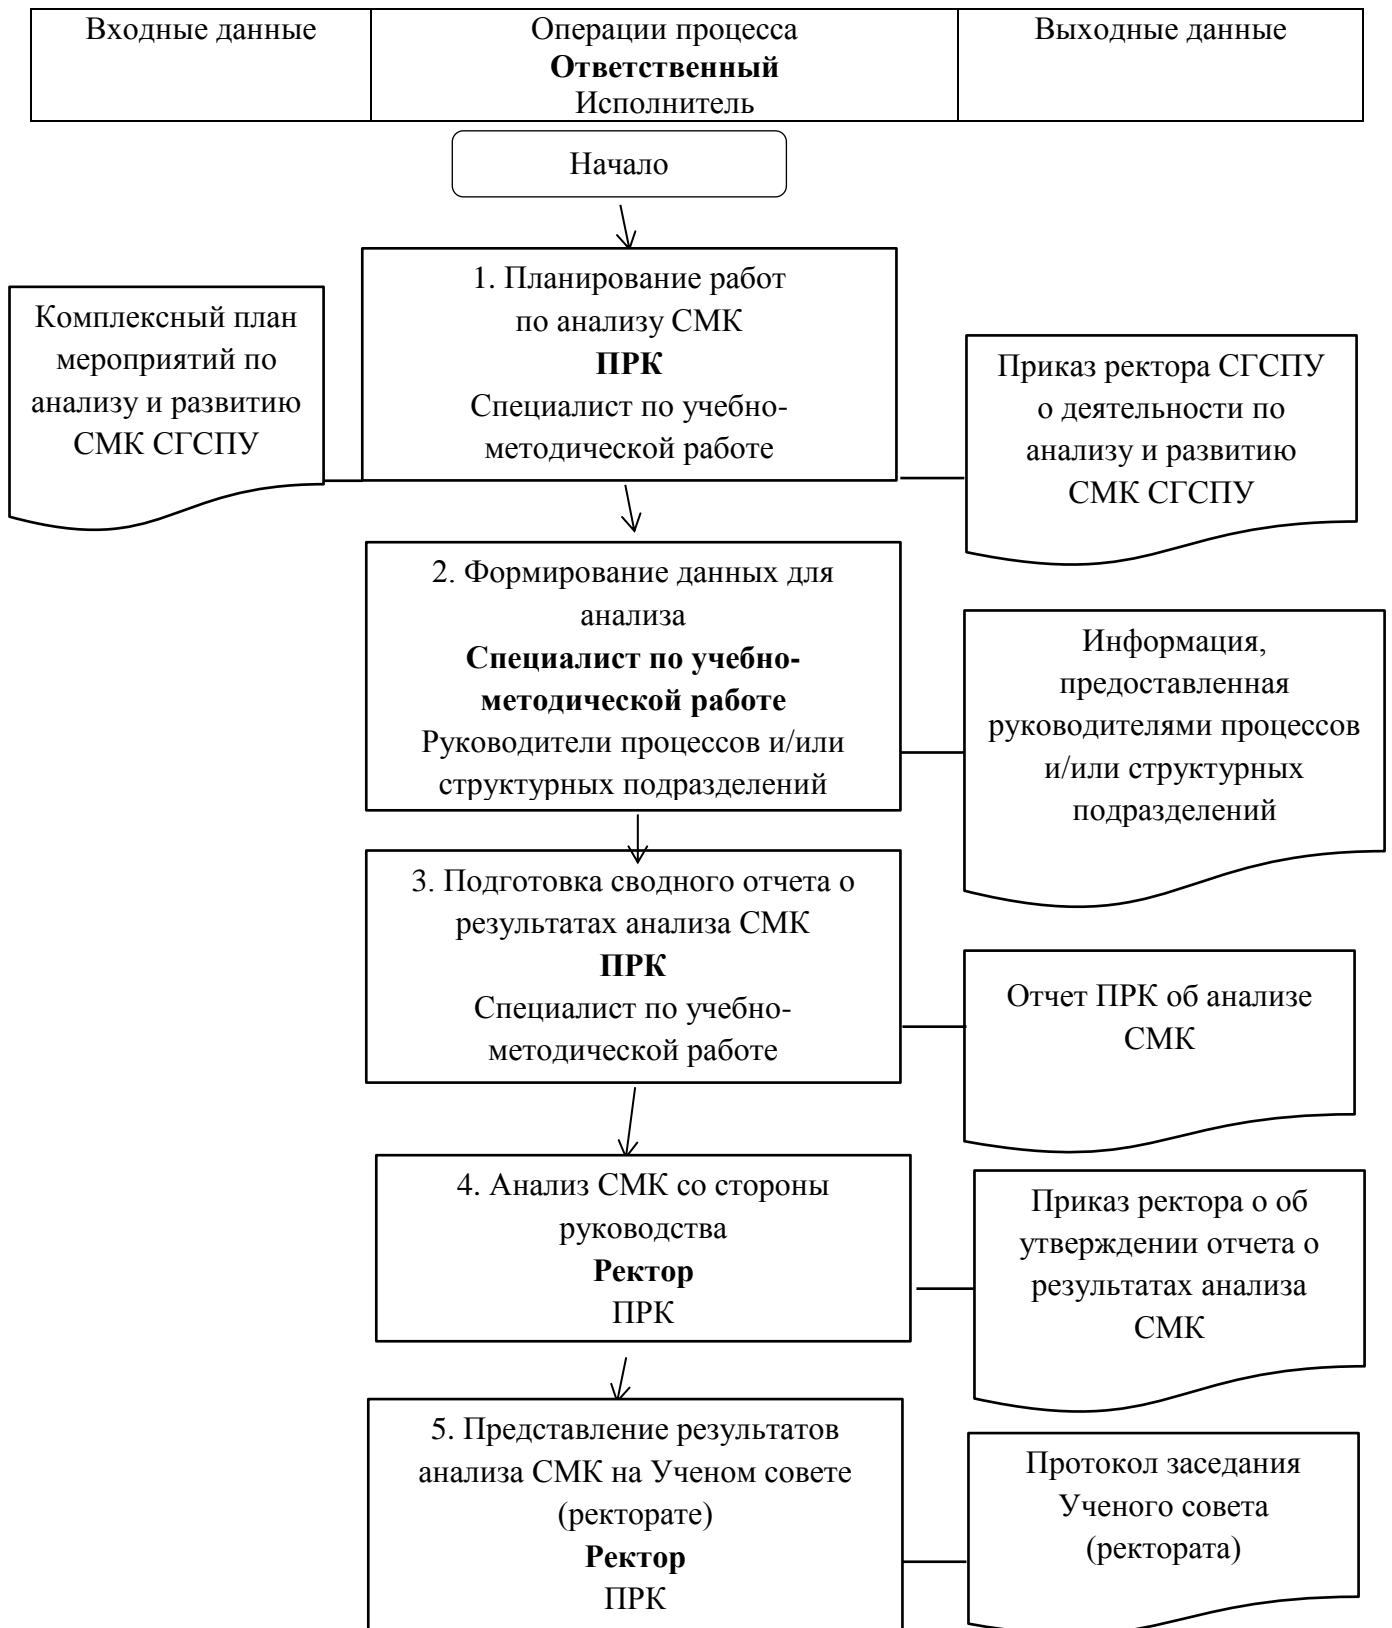 Входные данные
Операции процесса
Ответственный
Исполнитель
Выходные данные
Начало
1. Планирование работ
по анализу СМК
ПРК
Специалист по учебно-
методической работе
Комплексный план
мероприятий по
анализу и развитию
СМК СГСПУ
Приказ ректора СГСПУ
о деятельности по
анализу и развитию
СМК СГСПУ
2. Формирование данных для
анализа
Специалист по учебно-
методической работе
Руководители процессов и/или
структурных подразделений
Информация,
предоставленная
руководителями процессов
и/или структурных
подразделений
3. Подготовка сводного отчета о
результатах анализа СМК
ПРК
Специалист по учебно-
методической работе
Отчет ПРК об анализе
СМК
4. Анализ СМК со стороны
руководства
Ректор
ПРК
Приказ ректора о об
утверждении отчета о
результатах анализа
СМК
5. Представление результатов
анализа СМК на Ученом совете
(ректорате)
Ректор
ПРК
Протокол заседания
Ученого совета
(ректората)